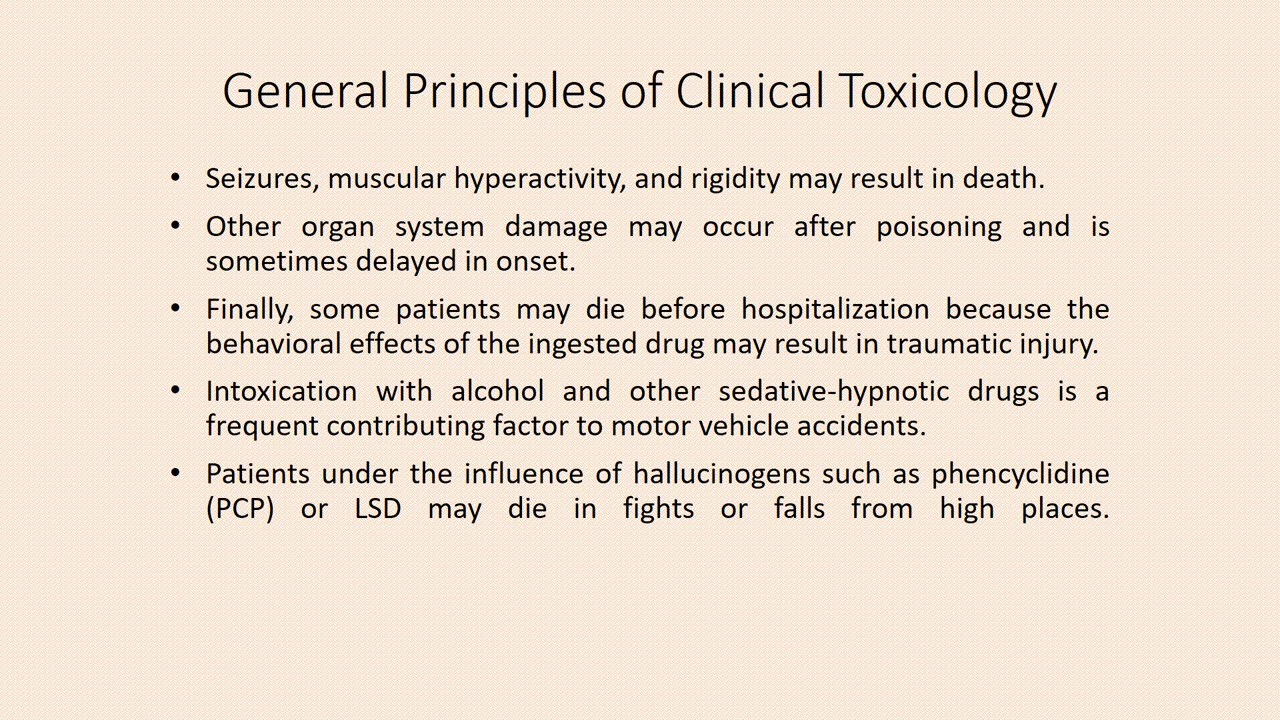 General Principles of Clinical Toxicology
• Seizures, muscular hyperactivity, and rigidity may result in death.
• Other organ system damage may occur after poisoning and is
sometimes delayed in onset.
• Finally, some patients may die before hospitalization because the
behavioral effects of the ingested drug may result in traumatic injury.
• Intoxication with alcohol and other sedative-hypnotic drugs is a
frequent contributing factor to motor vehicle accidents.
• Patients under the influence of hallucinogens such as phencyclidine
(PCP) or LSD may die in fights or falls from high places.